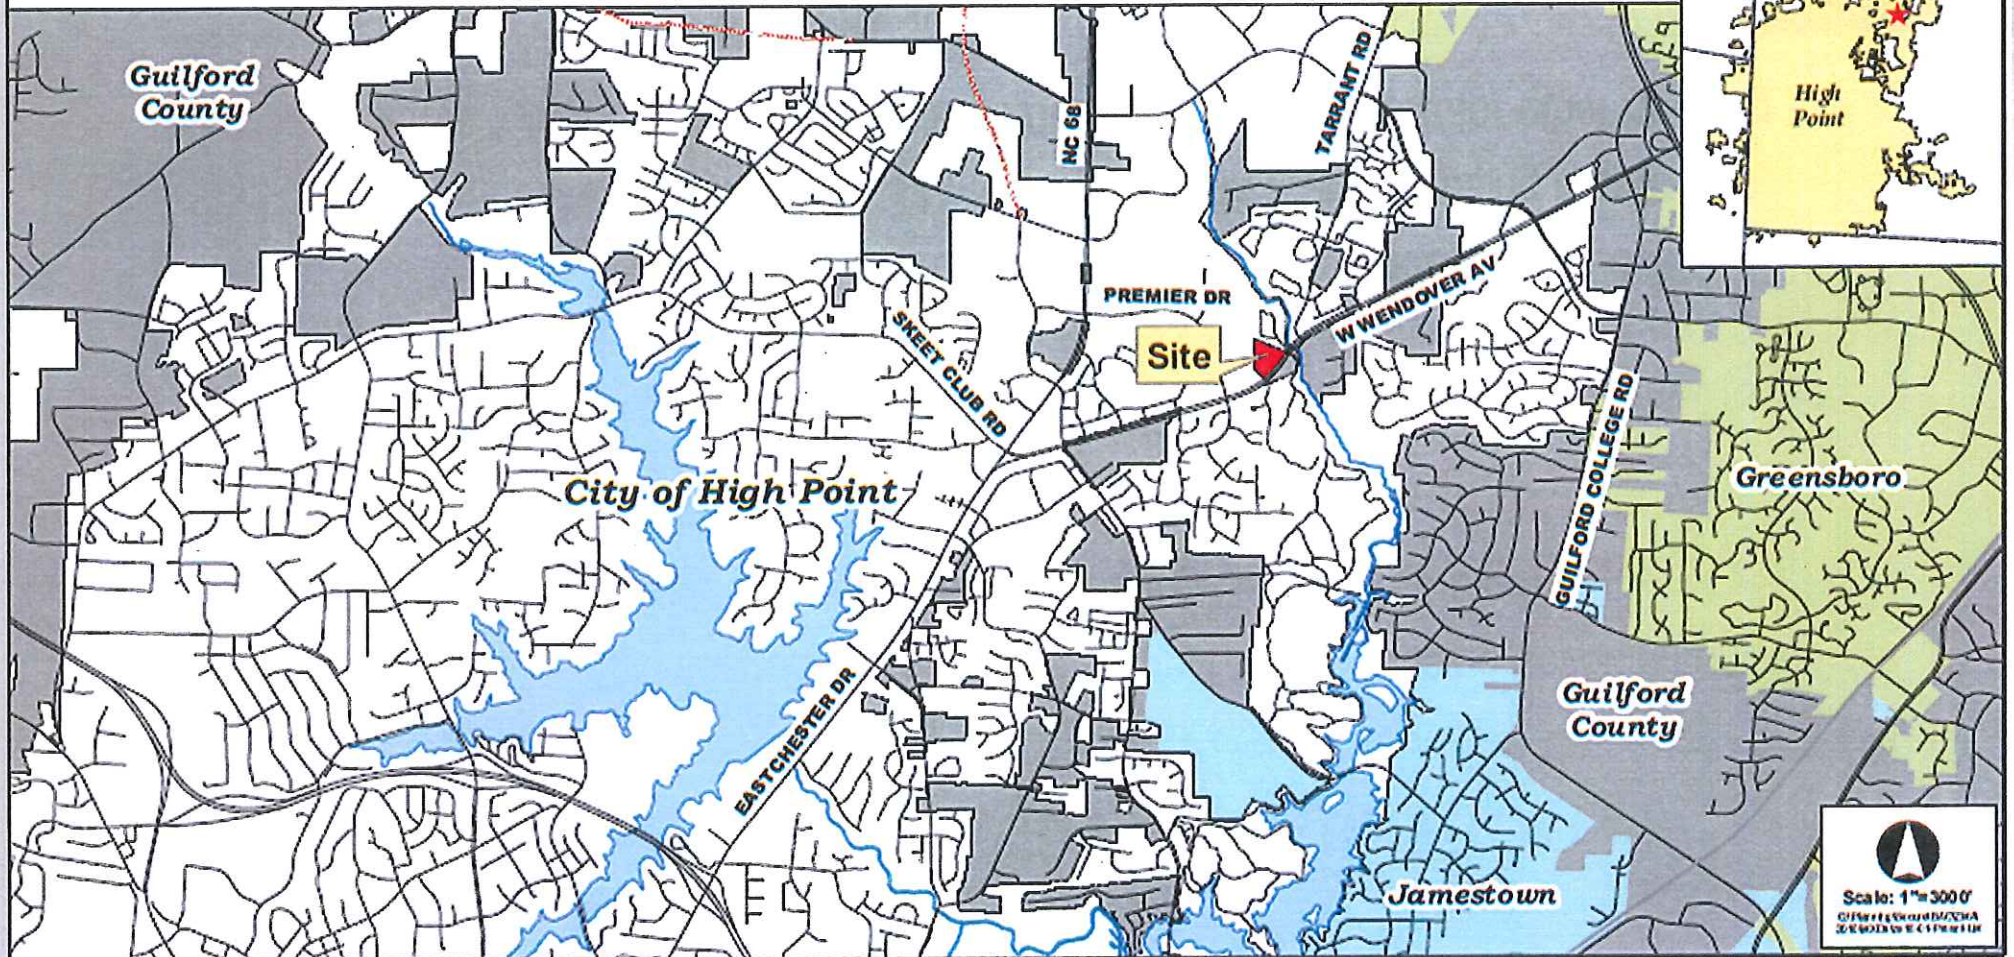 Guilford
County
NC 68
TARRANT RD
High
Point
PREMIER DR
W WENDOVER AV
Site
SKEET CLUB RD
GUILFORD COLLEGE RD
City of High Point
Greensboro
EASTCHESTER DR
Guilford
County
Jamestown
Scale: 1"=3000'